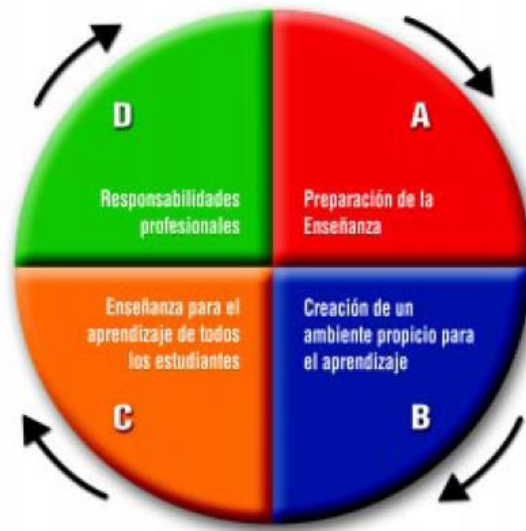 D
Responsabilidades
profesionales
A
Preparación de la
Enseñanza
Enseñanza para el
aprendizaje de todos
los estudiantes
C
Creación de un
ambiente propicio para
el aprendizaje
B